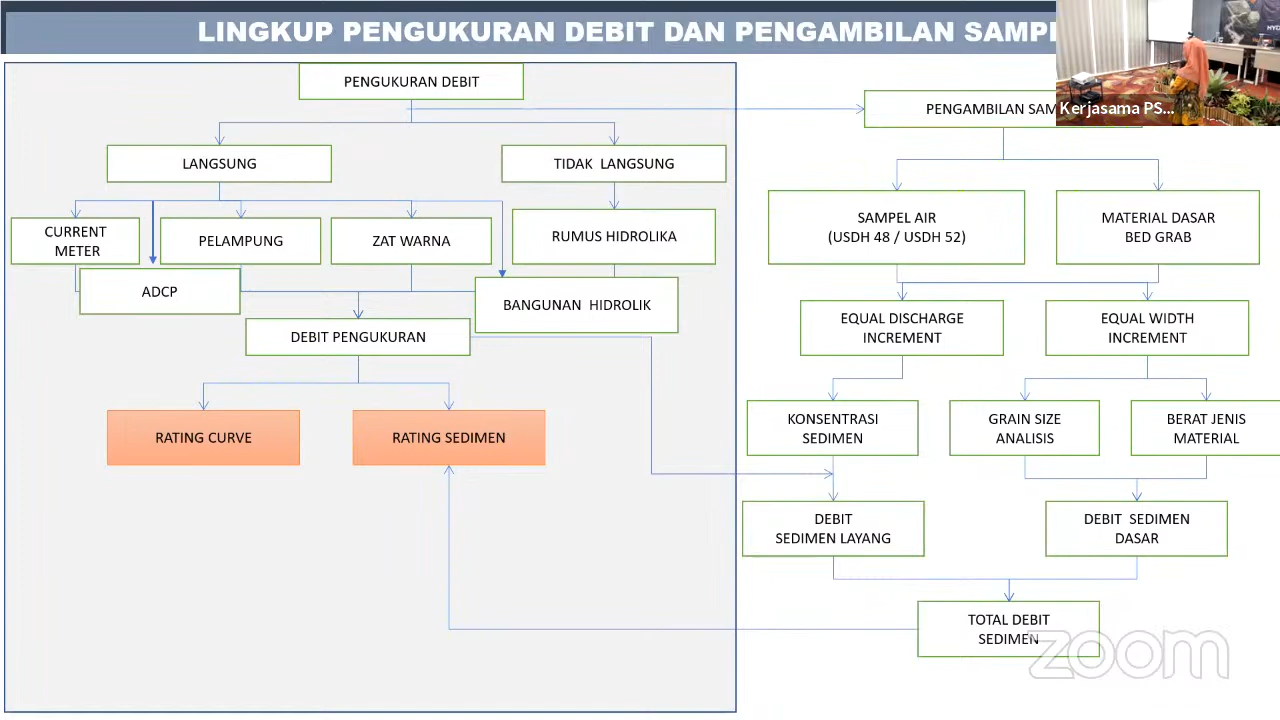 LINGKUP PENGUKURAN DEBIT DAN PENGAMBILAN
Kerjasama PS...
PENGUKURAN DEBIT
PENGAMBILAN
LANGSUNG
TIDAK LANGSUNG
CURRENT
METER
PELAMPUNG
ZAT WARNA
RUMUS HIDROLIKA
SAMPEL AIR
(USDH 48 / USDH 52)
MATERIAL DASAR
BED GRAB
ADCP
BANGUNAN HIDROLIK
DEBIT PENGUKURAN
EQUAL DISCHARGE
INCREMENT
EQUAL WIDTH
INCREMENT
RATING CURVE
RATING SEDIMEN
KONSENTRASI
SEDIMEN
GRAIN SIZE
ANALISIS
BERAT JENIS
MATERIAL
DEBIT
SEDIMEN LAYANG
DEBIT SEDIMEN
DASAR
TOTAL DEBIT
SEDIMEN
zoom